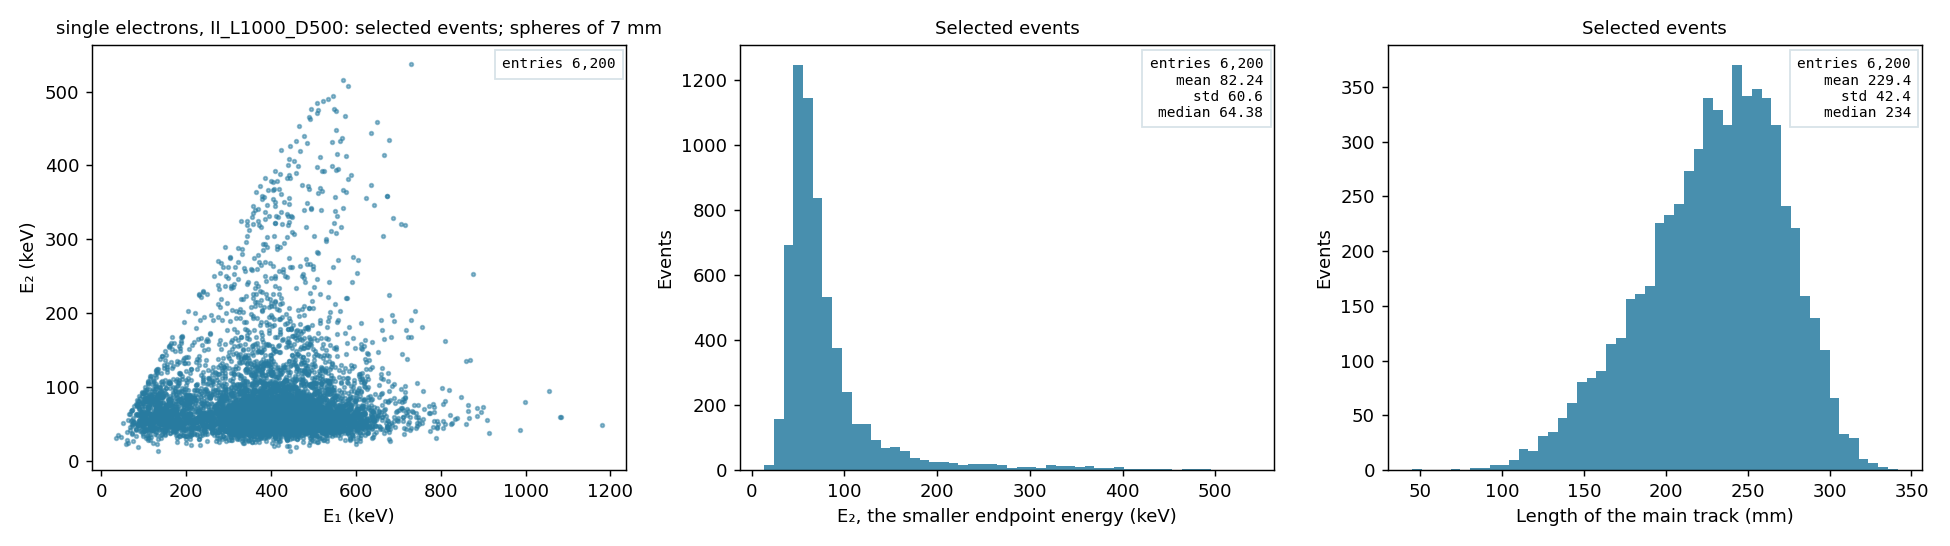 single electrons, II_L1000_D500: selected events; spheres of 7 mm
entries 6,200
E₂ (keV)
500
400
300
200
100
0
0 200 400 600 800 1000 1200
E₁ (keV)
Selected events
entries 6,200
mean 82.24
std 60.6
median 64.38
Events
1200
1000
800
600
400
200
0
0 100 200 300 400 500
E₂, the smaller endpoint energy (keV)
Selected events
entries 6,200
mean 229.4
std 42.4
median 234
Events
350
300
250
200
150
100
50
0
50 100 150 200 250 300 350
Length of the main track (mm)